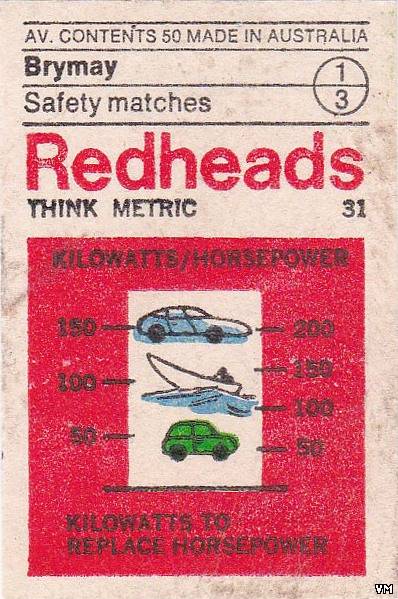 AV. CONTENTS 50 MADE IN AUSTRALIA
Brymay
Safety matches
1
3
Redheads
THINK METRIC 31
KILOWATTS/HORSEPOWER
150 200
150
100
100
50
50
KILOWATTS TO
REPLACE HORSEPOWER
VM